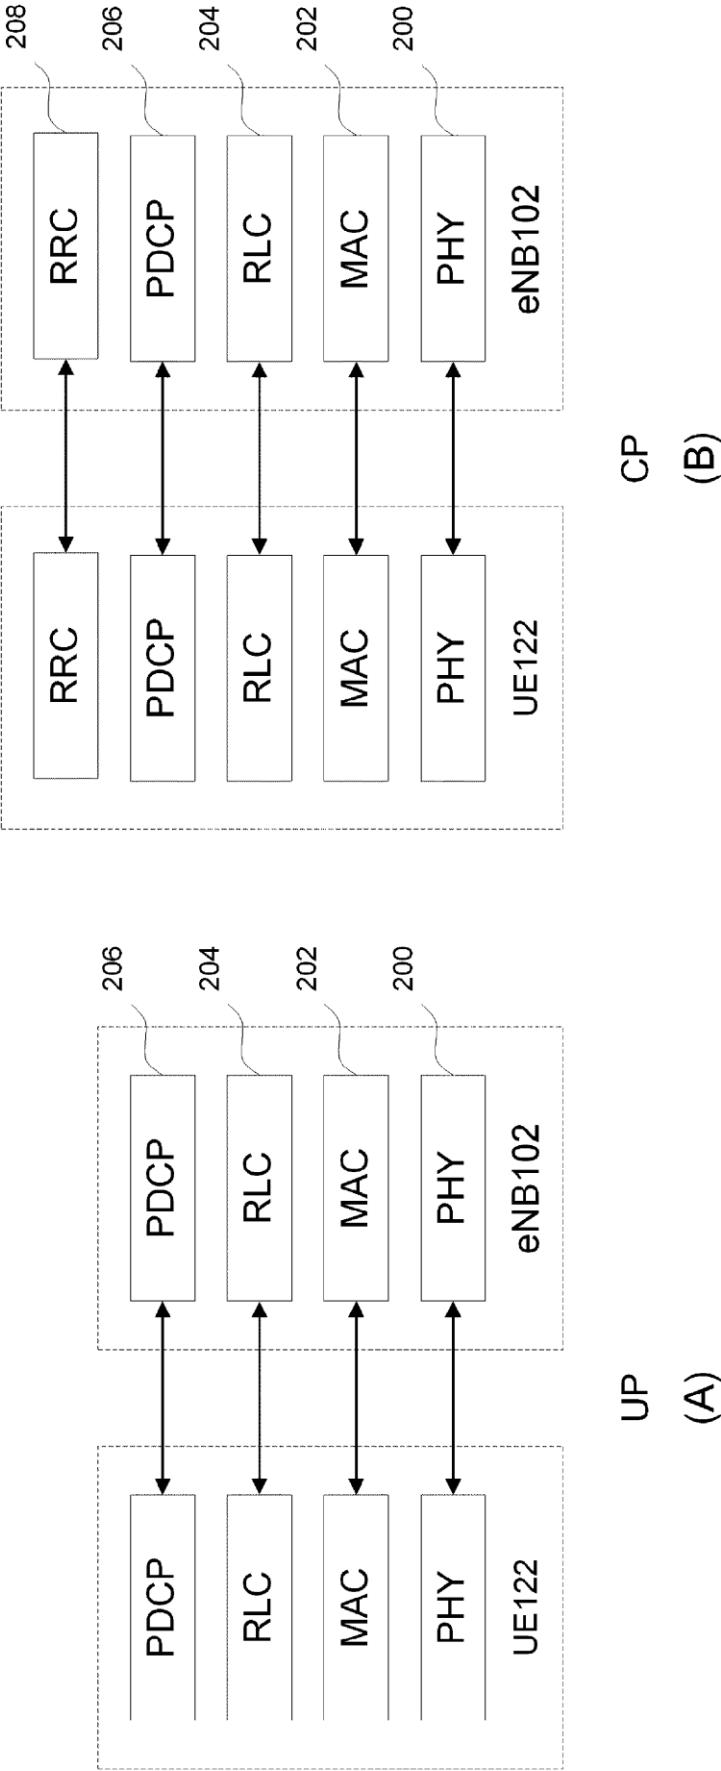 PDCP
PDCP
206
RLC
RLC
204
MAC
MAC
202
PHY
PHY
200
UE122
eNB102
UP
(A)
RRC
RRC
208
PDCP
PDCP
206
RLC
RLC
204
MAC
MAC
202
PHY
PHY
200
UE122
eNB102
CP
(B)